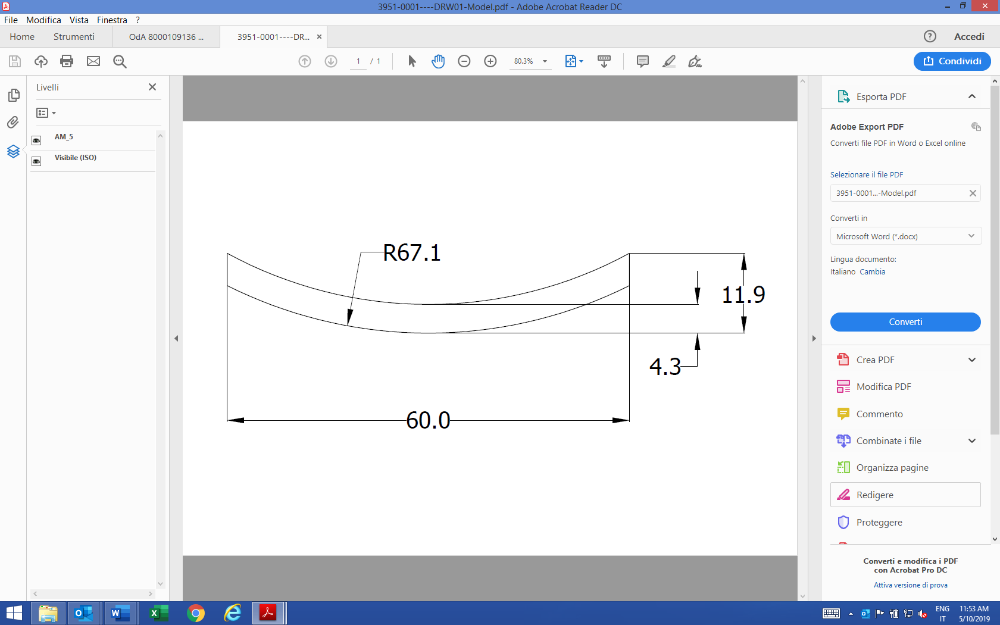 3951-0001----DRW01-Model.pdf - Adobe Acrobat Reader DC
File Modifica Vista Finestra ?
Home Strumenti OdA 8000109136 ... 3951-0001----DR... Accedi
1 / 1 80.3% Condividi
Livelli
AM_5
Visibile (ISO)
R67.1
11.9
4.3
60.0
Esporta PDF
Adobe Export PDF
Converti file PDF in Word o Excel online
Selezionare il file PDF
3951-0001...-Model.pdf
Converti in
Microsoft Word (*.docx)
Lingua documento:
Italiano Cambia
Converti
Crea PDF
Modifica PDF
Commento
Combinate i file
Organizza pagine
Redigere
Proteggere
Converti e modifica i PDF
con Acrobat Pro DC
Attiva versione di prova
ENG
IT
11:53 AM
5/10/2019